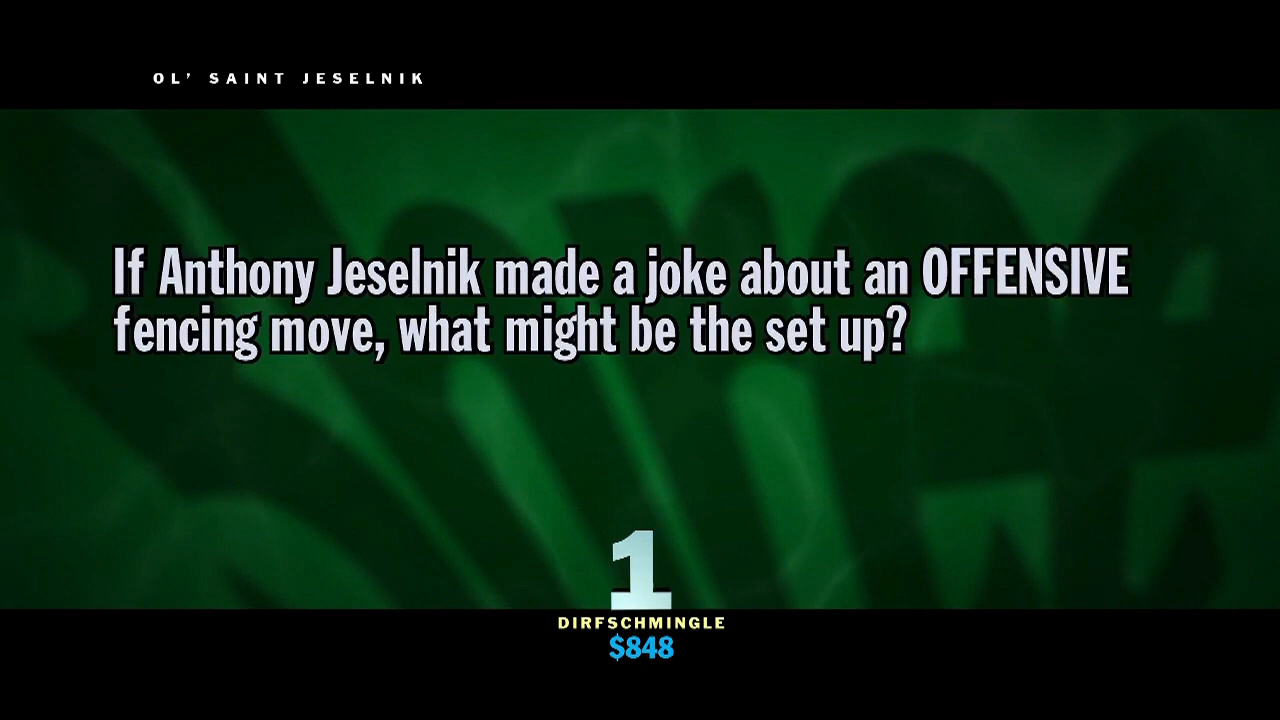 OL' SAINT JESELNIK
If Anthony Jeselnik made a joke about an OFFENSIVE
fencing move, what might be the set up?
1
DIRFSCHMINGLE
$848